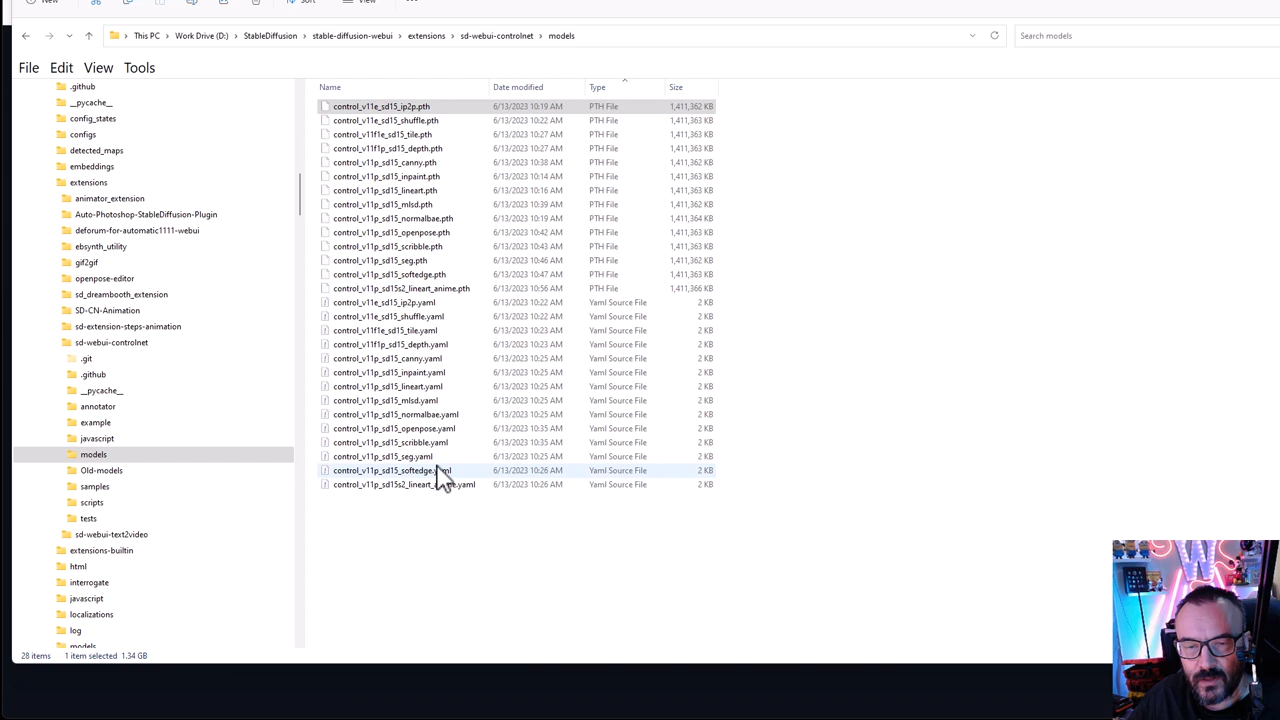 New Sort View
This PC > Work Drive (D:) > StableDiffusion > stable-diffusion-webui > extensions > sd-webui-controlnet > models
Search models
File Edit View Tools
.github
__pycache__
config_states
configs
detected_maps
embeddings
extensions
animator_extension
Auto-Photoshop-StableDiffusion-Plugin
deforum-for-automatic1111-webui
ebsynth_utility
gif2gif
openpose-editor
sd_dreambooth_extension
SD-CN-Animation
sd-extension-steps-animation
sd-webui-controlnet
.git
.github
__pycache__
annotator
example
javascript
models
Old-models
samples
scripts
tests
sd-webui-text2video
extensions-builtin
html
interrogate
javascript
localizations
log
models
Name Date modified Type Size
control_v11e_sd15_ip2p.pth 6/13/2023 10:19 AM PTH File 1,411,362 KB
control_v11e_sd15_shuffle.pth 6/13/2023 10:22 AM PTH File 1,411,363 KB
control_v11f1e_sd15_tile.pth 6/13/2023 10:27 AM PTH File 1,411,363 KB
control_v11f1p_sd15_depth.pth 6/13/2023 10:27 AM PTH File 1,411,363 KB
control_v11p_sd15_canny.pth 6/13/2023 10:38 AM PTH File 1,411,362 KB
control_v11p_sd15_inpaint.pth 6/13/2023 10:14 AM PTH File 1,411,363 KB
control_v11p_sd15_lineart.pth 6/13/2023 10:16 AM PTH File 1,411,363 KB
control_v11p_sd15_mlsd.pth 6/13/2023 10:39 AM PTH File 1,411,362 KB
control_v11p_sd15_normalbae.pth 6/13/2023 10:19 AM PTH File 1,411,364 KB
control_v11p_sd15_openpose.pth 6/13/2023 10:42 AM PTH File 1,411,363 KB
control_v11p_sd15_scribble.pth 6/13/2023 10:43 AM PTH File 1,411,363 KB
control_v11p_sd15_seg.pth 6/13/2023 10:46 AM PTH File 1,411,362 KB
control_v11p_sd15_softedge.pth 6/13/2023 10:47 AM PTH File 1,411,363 KB
control_v11p_sd15s2_lineart_anime.pth 6/13/2023 10:56 AM PTH File 1,411,366 KB
control_v11e_sd15_ip2p.yaml 6/13/2023 10:22 AM Yaml Source File 2 KB
control_v11e_sd15_shuffle.yaml 6/13/2023 10:22 AM Yaml Source File 2 KB
control_v11f1e_sd15_tile.yaml 6/13/2023 10:23 AM Yaml Source File 2 KB
control_v11f1p_sd15_depth.yaml 6/13/2023 10:23 AM Yaml Source File 2 KB
control_v11p_sd15_canny.yaml 6/13/2023 10:25 AM Yaml Source File 2 KB
control_v11p_sd15_inpaint.yaml 6/13/2023 10:25 AM Yaml Source File 2 KB
control_v11p_sd15_lineart.yaml 6/13/2023 10:25 AM Yaml Source File 2 KB
control_v11p_sd15_mlsd.yaml 6/13/2023 10:25 AM Yaml Source File 2 KB
control_v11p_sd15_normalbae.yaml 6/13/2023 10:25 AM Yaml Source File 2 KB
control_v11p_sd15_openpose.yaml 6/13/2023 10:35 AM Yaml Source File 2 KB
control_v11p_sd15_scribble.yaml 6/13/2023 10:35 AM Yaml Source File 2 KB
control_v11p_sd15_seg.yaml 6/13/2023 10:25 AM Yaml Source File 2 KB
control_v11p_sd15_softedge.yaml 6/13/2023 10:26 AM Yaml Source File 2 KB
control_v11p_sd15s2_lineart_anime.yaml 6/13/2023 10:26 AM Yaml Source File 2 KB
28 items 1 item selected 1.34 GB